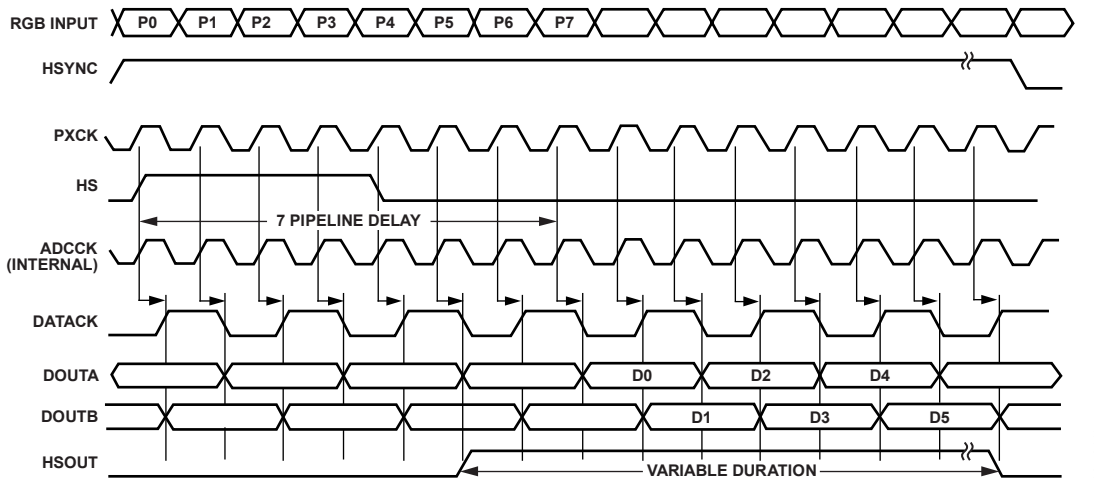 RGB INPUT P0 P1 P2 P3 P4 P5 P6 P7
HSYNC
PXCK
HS
7 PIPELINE DELAY
ADCCK
(INTERNAL)
DATACK
DOUTA D0 D2 D4
DOUTB D1 D3 D5
HSOUT
VARIABLE DURATION